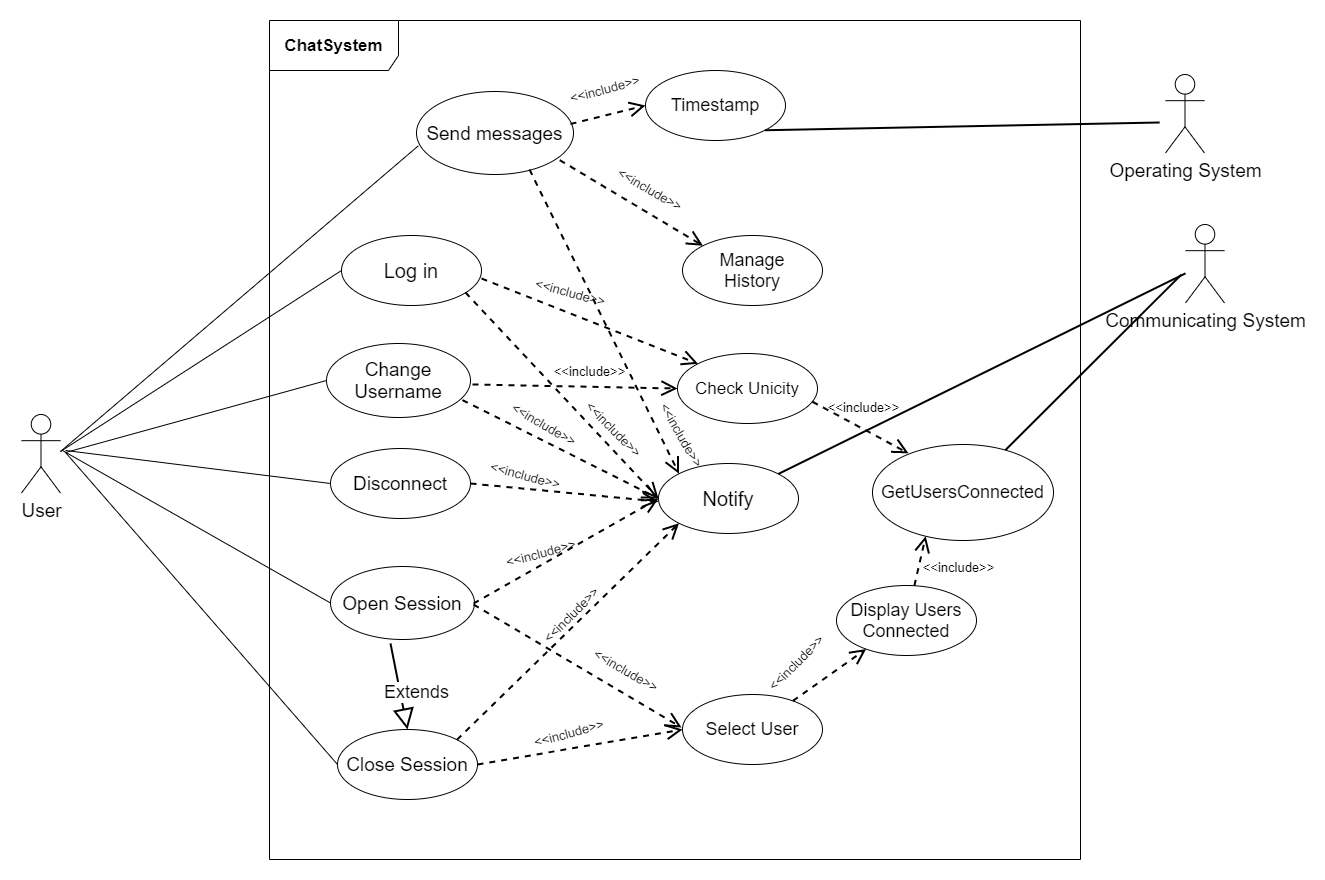 ChatSystem
<<include>>
Timestamp
Send messages
Operating System
<<include>>
Manage
History
Log in
<<include>>
Communicating System
Change
Username
<<include>>
Check Unicity
<<include>>
<<include>>
<<include>>
<<include>>
User
Disconnect
<<include>>
Notify
GetUsersConnected
<<include>>
<<include>>
Open Session
<<include>>
Display Users
Connected
<<include>>
<<include>>
Extends
<<include>>
Select User
Close Session